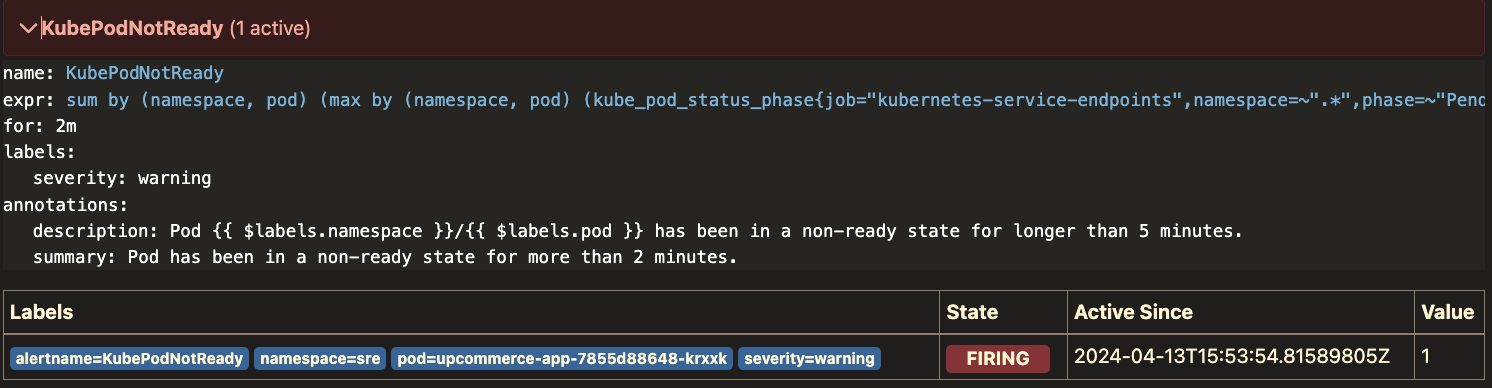 KubePodNotReady (1 active)
name: KubePodNotReady
expr: sum by (namespace, pod) (max by (namespace, pod) (kube_pod_status_phase{job="kubernetes-service-endpoints",namespace=~".*",phase=~"Pend
for: 2m
labels:
severity: warning
annotations:
description: Pod {{ $labels.namespace }}/{{ $labels.pod }} has been in a non-ready state for longer than 5 minutes.
summary: Pod has been in a non-ready state for more than 2 minutes.
Labels State Active Since Value
alertname=KubePodNotReady namespace=sre pod=upcommerce-app-7855d88648-krxxk severity=warning FIRING 2024-04-13T15:53:54.81589805Z 1